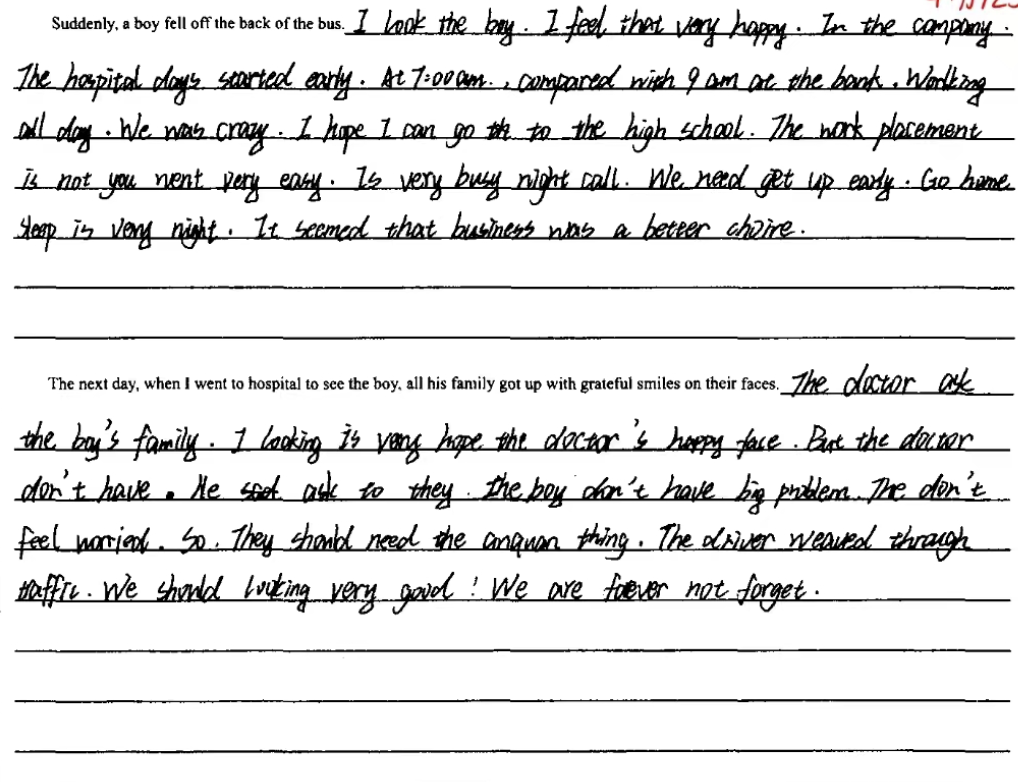 Suddenly, a boy fell off the back of the bus. I look the boy. I feel that very happy. In the company.
The hospital days started early. At 7:00am., compared with 9 am at the bank. Working
all day. We was crazy. I hope I can go th to the high school. The work placement
is not you went very easy. Is very busy night call. We need get up early. Go home
sleep is very night. It seemed that business was a better choire.
The next day, when I went to hospital to see the boy, all his family got up with grateful smiles on their faces. The doctor ask
the boy's family. I looking is very hope the doctor's happy face. But the doctor
don't have. He ask to they. the boy don't have big problem. The don't
feel worried. So. They should need the anquan thing. The driver weaved through
traffic. We should looking very good! We are forever not forget.